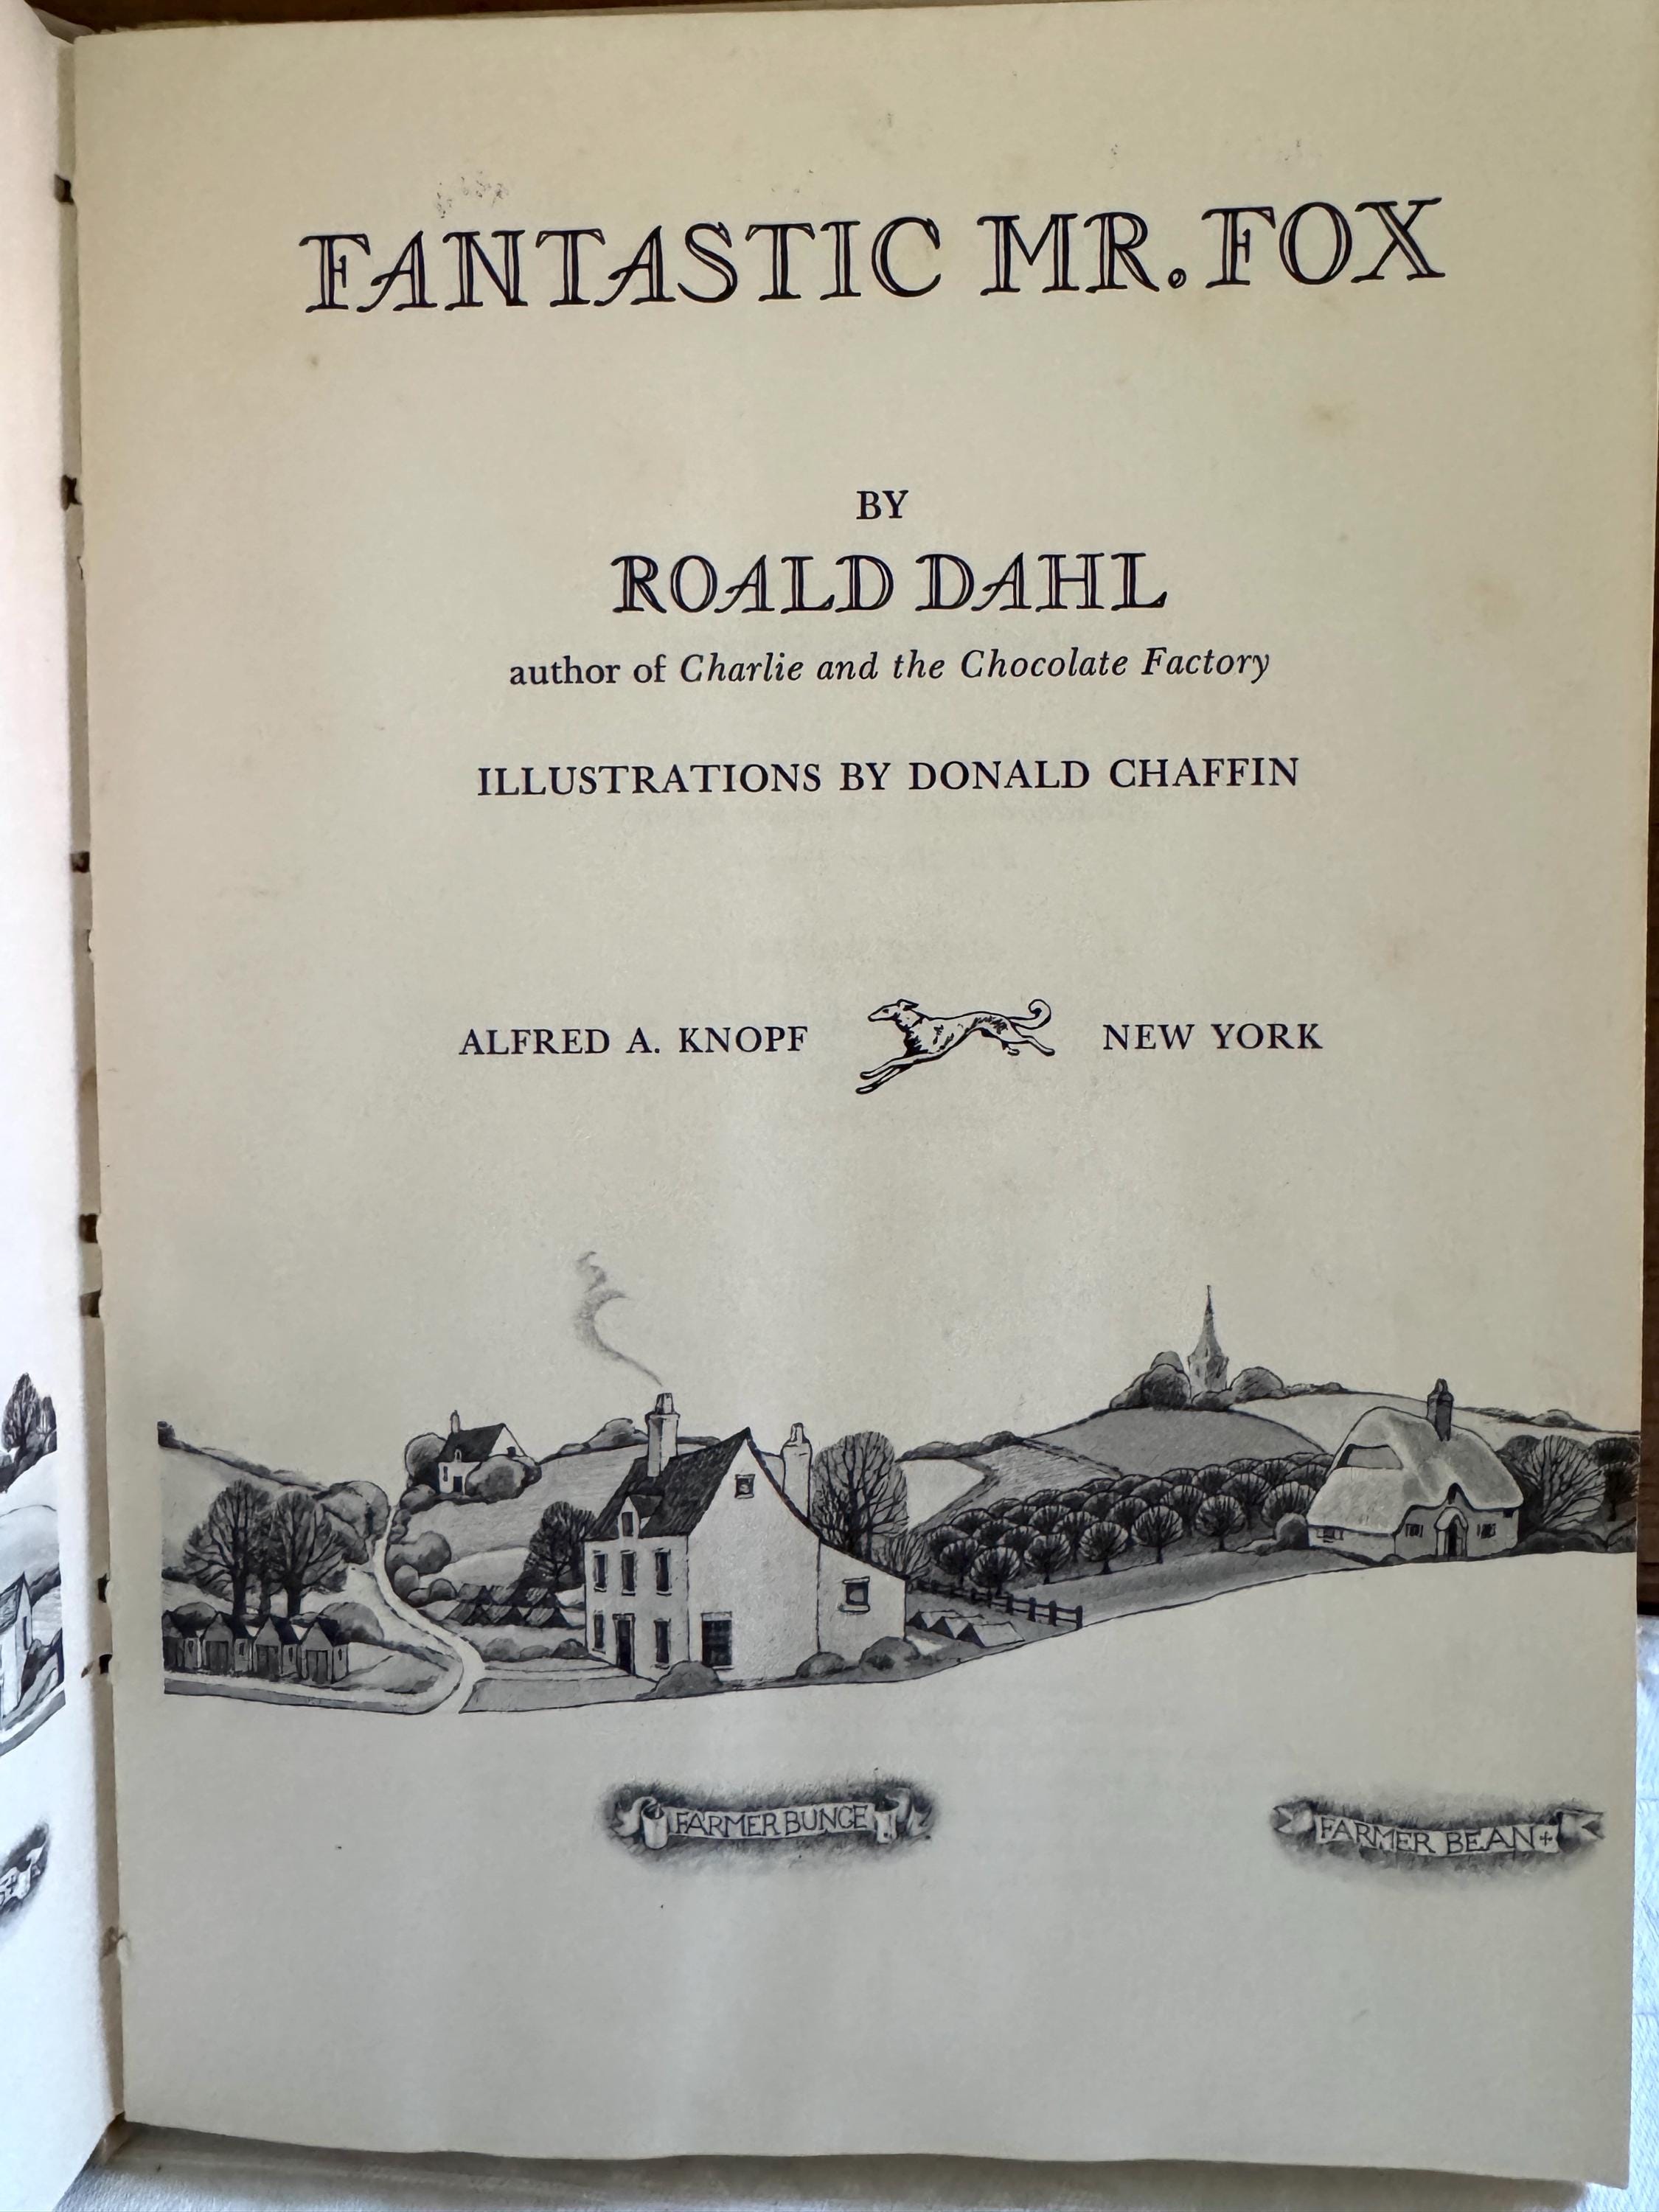 FANTASTIC MR. FOX
BY
ROALD DAHL
author of Charlie and the Chocolate Factory
ILLUSTRATIONS BY DONALD CHAFFIN
ALFRED A. KNOPF NEW YORK
FARMER BUNCE
FARMER BEAN+